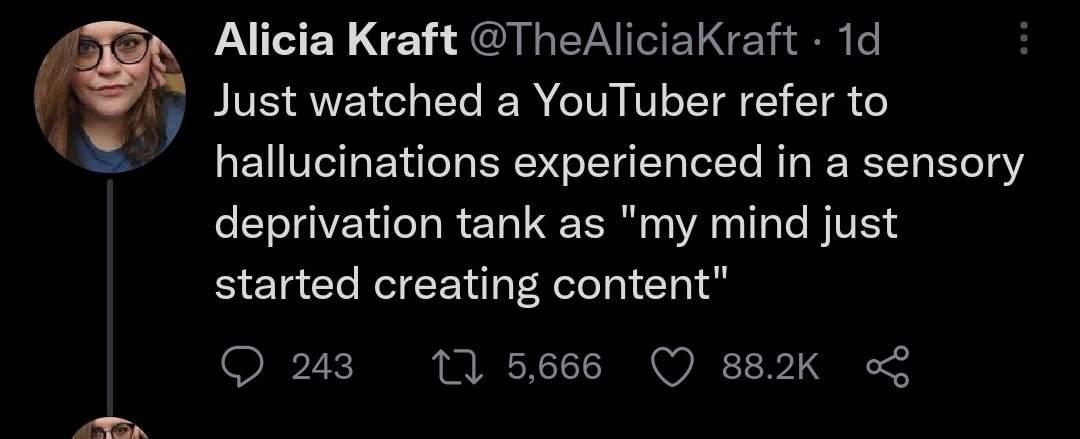 Alicia Kraft @TheAliciaKraft · 1d
Just watched a YouTuber refer to
hallucinations experienced in a sensory
deprivation tank as "my mind just
started creating content"
243 5,666 88.2K